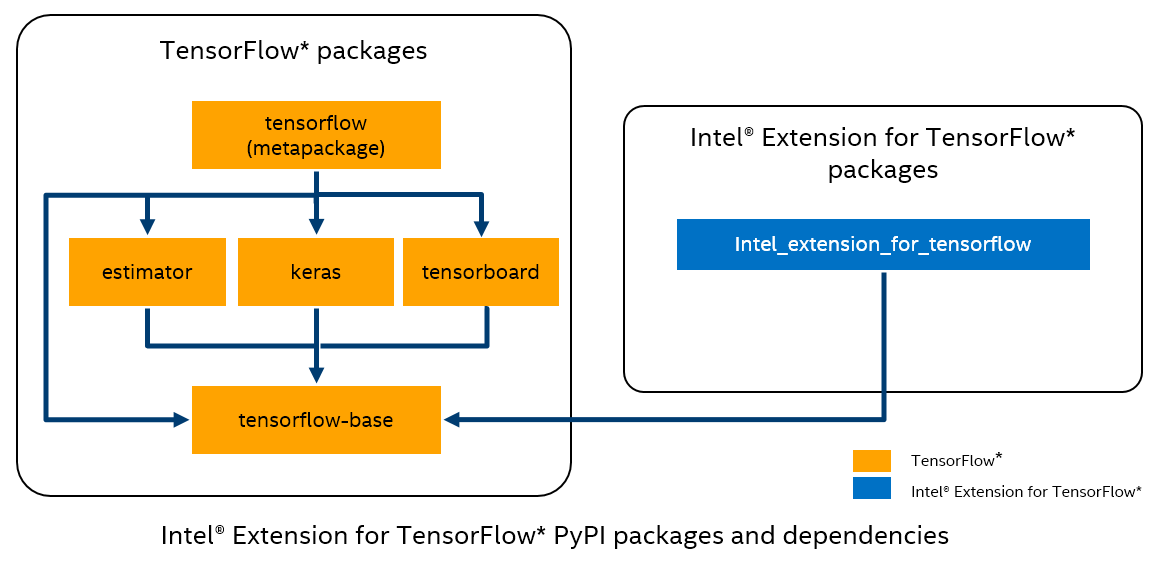 TensorFlow* packages
tensorflow
(metapackage)
estimator
keras
tensorboard
tensorflow-base
Intel® Extension for TensorFlow*
packages
Intel_extension_for_tensorflow
TensorFlow*
Intel® Extension for TensorFlow*
Intel® Extension for TensorFlow* PyPI packages and dependencies